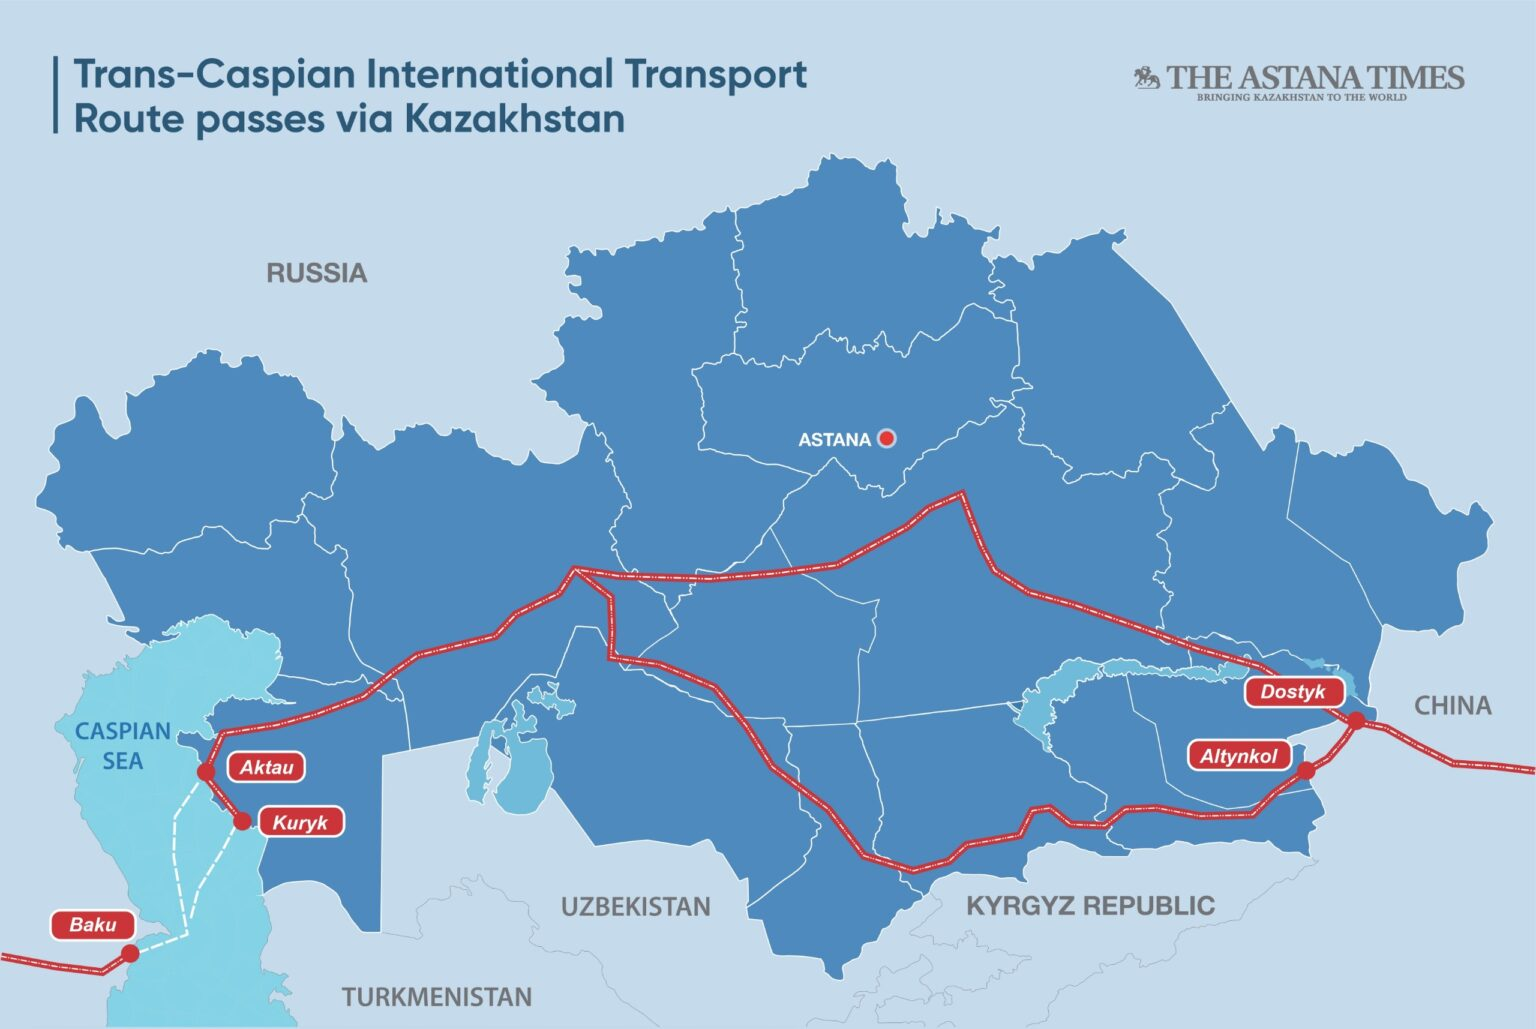 Trans-Caspian International Transport
Route passes via Kazakhstan
THE ASTANA TIMES
BRINGING KAZAKHSTAN TO THE WORLD
RUSSIA
ASTANA
Dostyk
CHINA
CASPIAN
SEA
Altynkol
Aktau
Kuryk
UZBEKISTAN
KYRGYZ REPUBLIC
Baku
TURKMENISTAN